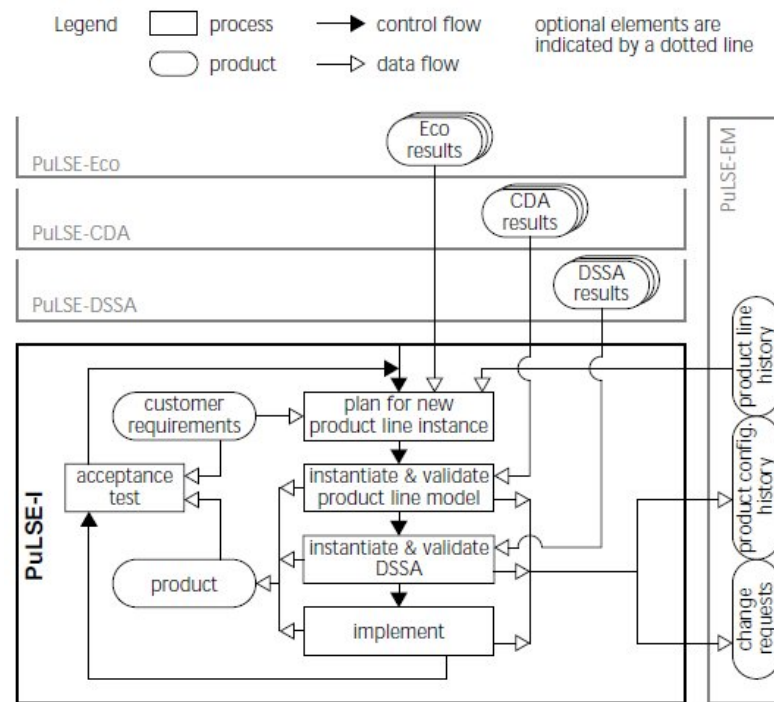 Legend
process
control flow
optional elements are
indicated by a dotted line
product
data flow
Eco
results
PuLSE-Eco
PuLSE-EM
CDA
results
PuLSE-CDA
DSSA
results
PuLSE-DSSA
product line
history
customer
requirements
plan for new
product line instance
acceptance
test
instantiate & validate
product line model
product config.
history
PuLSE-I
instantiate & validate
DSSA
product
implement
change
requests